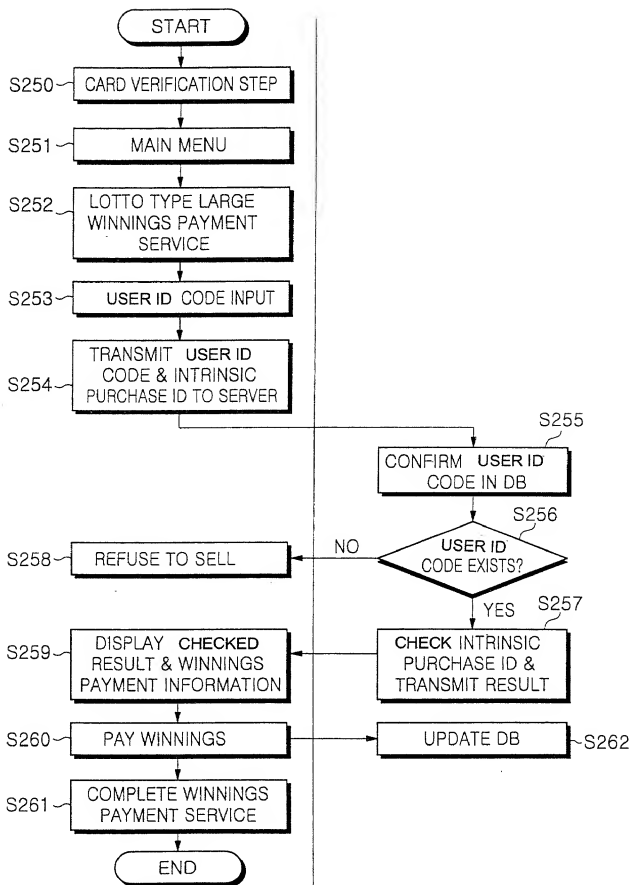 START
S250
CARD VERIFICATION STEP
S251
MAIN MENU
S252
LOTTO TYPE LARGE
WINNINGS PAYMENT
SERVICE
S253
USER ID CODE INPUT
S254
TRANSMIT USER ID
CODE & INTRINSIC
PURCHASE ID TO SERVER
S255
CONFIRM USER ID
CODE IN DB
S256
USER ID
CODE EXISTS?
NO
S258
REFUSE TO SELL
YES
S257
CHECK INTRINSIC
PURCHASE ID &
TRANSMIT RESULT
S259
DISPLAY CHECKED
RESULT & WINNINGS
PAYMENT INFORMATION
S260
PAY WINNINGS
UPDATE DB
S262
S261
COMPLETE WINNINGS
PAYMENT SERVICE
END